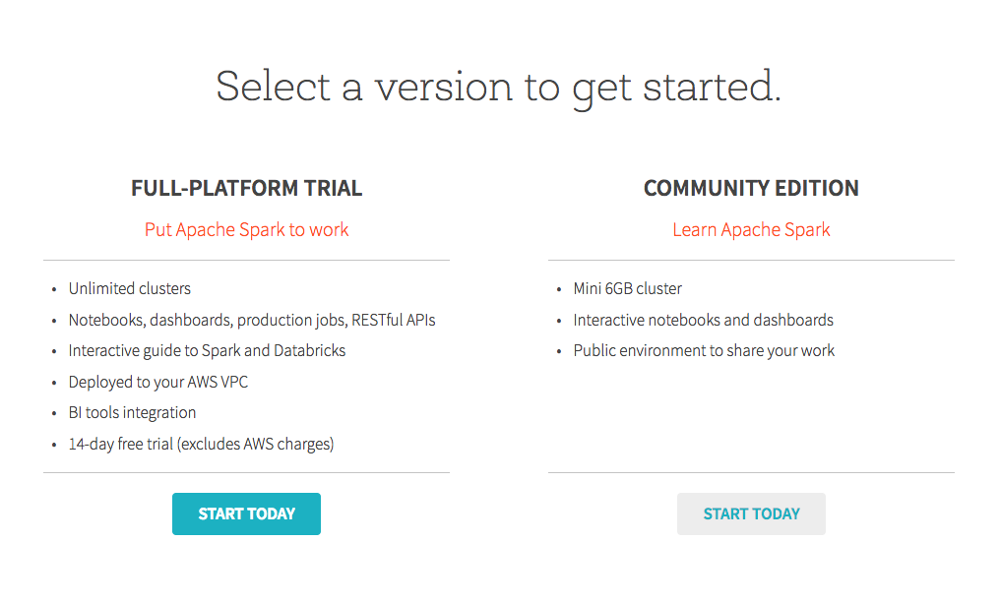 Select a version to get started.
FULL-PLATFORM TRIAL
Put Apache Spark to work
• Unlimited clusters
• Notebooks, dashboards, production jobs, RESTful APIs
• Interactive guide to Spark and Databricks
• Deployed to your AWS VPC
• BI tools integration
• 14-day free trial (excludes AWS charges)
START TODAY
COMMUNITY EDITION
Learn Apache Spark
• Mini 6GB cluster
• Interactive notebooks and dashboards
• Public environment to share your work
START TODAY